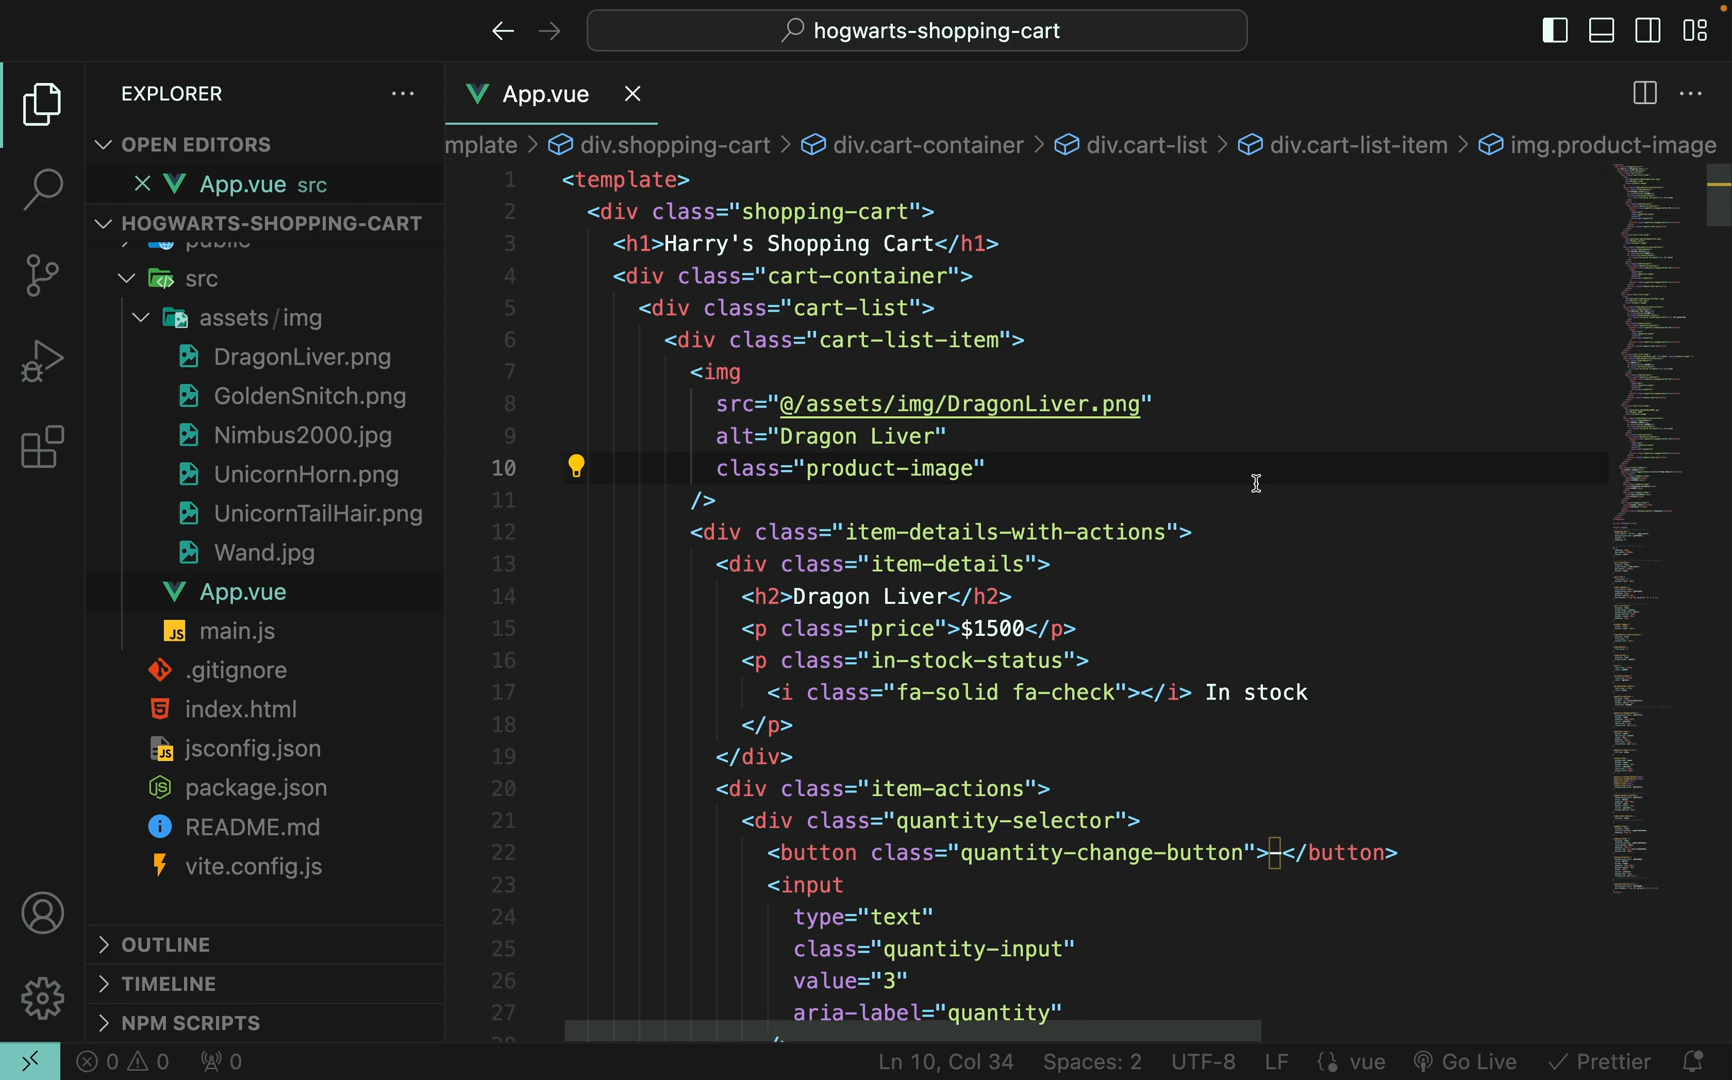 hogwarts-shopping-cart
EXPLORER
OPEN EDITORS
App.vue src
HOGWARTS-SHOPPING-CART
public
src
assets/img
DragonLiver.png
GoldenSnitch.png
Nimbus2000.jpg
UnicornHorn.png
UnicornTailHair.png
Wand.jpg
App.vue
main.js
.gitignore
index.html
jsconfig.json
package.json
README.md
vite.config.js
OUTLINE
TIMELINE
NPM SCRIPTS
App.vue
mplate > div.shopping-cart > div.cart-container > div.cart-list > div.cart-list-item > img.product-image
1 <template>
2 <div class="shopping-cart">
3 <h1>Harry's Shopping Cart</h1>
4 <div class="cart-container">
5 <div class="cart-list">
6 <div class="cart-list-item">
7 <img
8 src="@/assets/img/DragonLiver.png"
9 alt="Dragon Liver"
10 class="product-image"
11 />
12 <div class="item-details-with-actions">
13 <div class="item-details">
14 <h2>Dragon Liver</h2>
15 <p class="price">$1500</p>
16 <p class="in-stock-status">
17 <i class="fa-solid fa-check"></i> In stock
18 </p>
19 </div>
20 <div class="item-actions">
21 <div class="quantity-selector">
22 <button class="quantity-change-button">−</button>
23 <input
24 type="text"
25 class="quantity-input"
26 value="3"
27 aria-label="quantity"
28 />
0 0 0
Ln 10, Col 34 Spaces: 2 UTF-8 LF {} vue Go Live Prettier